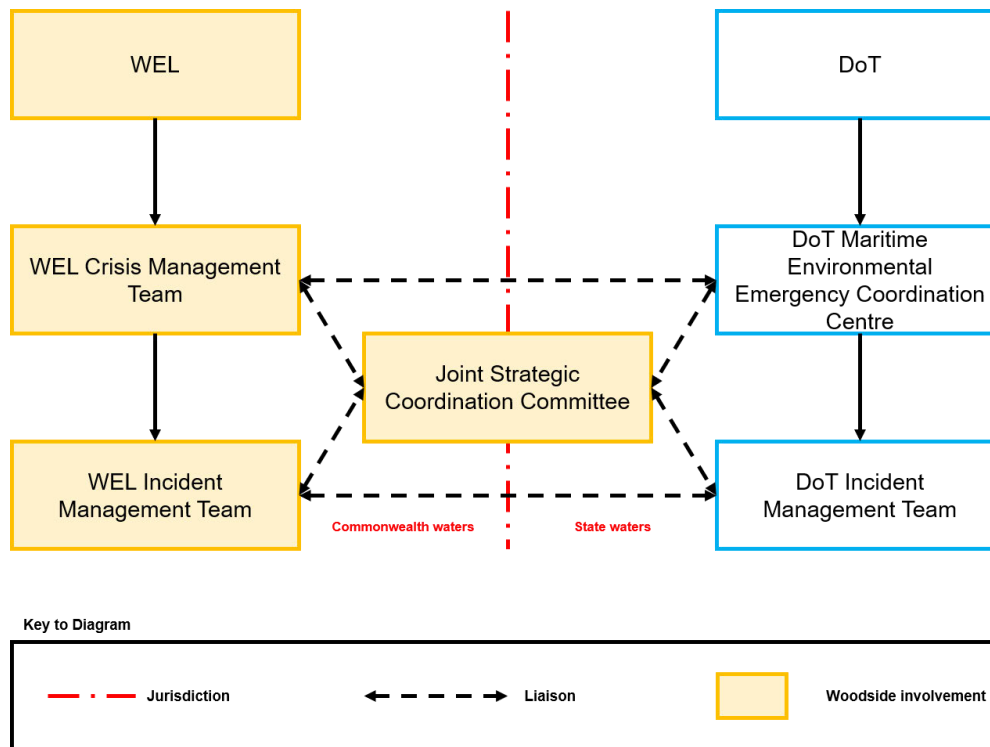 WEL
DoT
WEL Crisis Management
Team
DoT Maritime
Environmental
Emergency Coordination
Centre
Joint Strategic
Coordination Committee
WEL Incident
Management Team
DoT Incident
Management Team
Commonwealth waters
State waters
Key to Diagram
Jurisdiction
Liaison
Woodside involvement